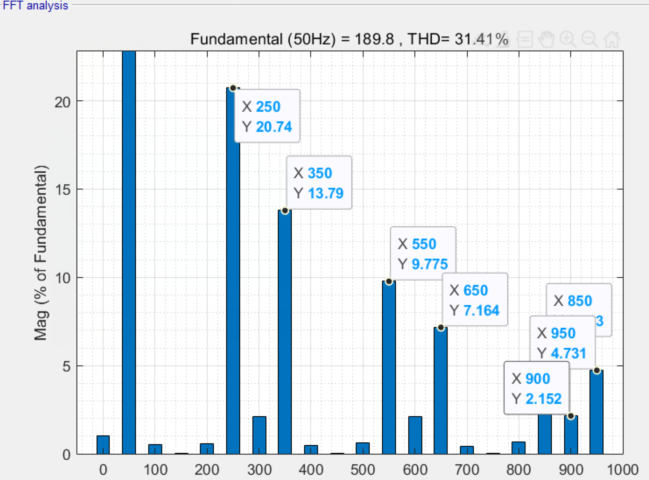 FFT analysis
Fundamental (50Hz) = 189.8 , THD= 31.41%
Mag (% of Fundamental)
20
15
10
5
0
X 250
Y 20.74
X 350
Y 13.79
X 550
Y 9.775
X 650
Y 7.164
X 850
3
X 950
Y 4.731
X 900
Y 2.152
0 100 200 300 400 500 600 700 800 900 1000